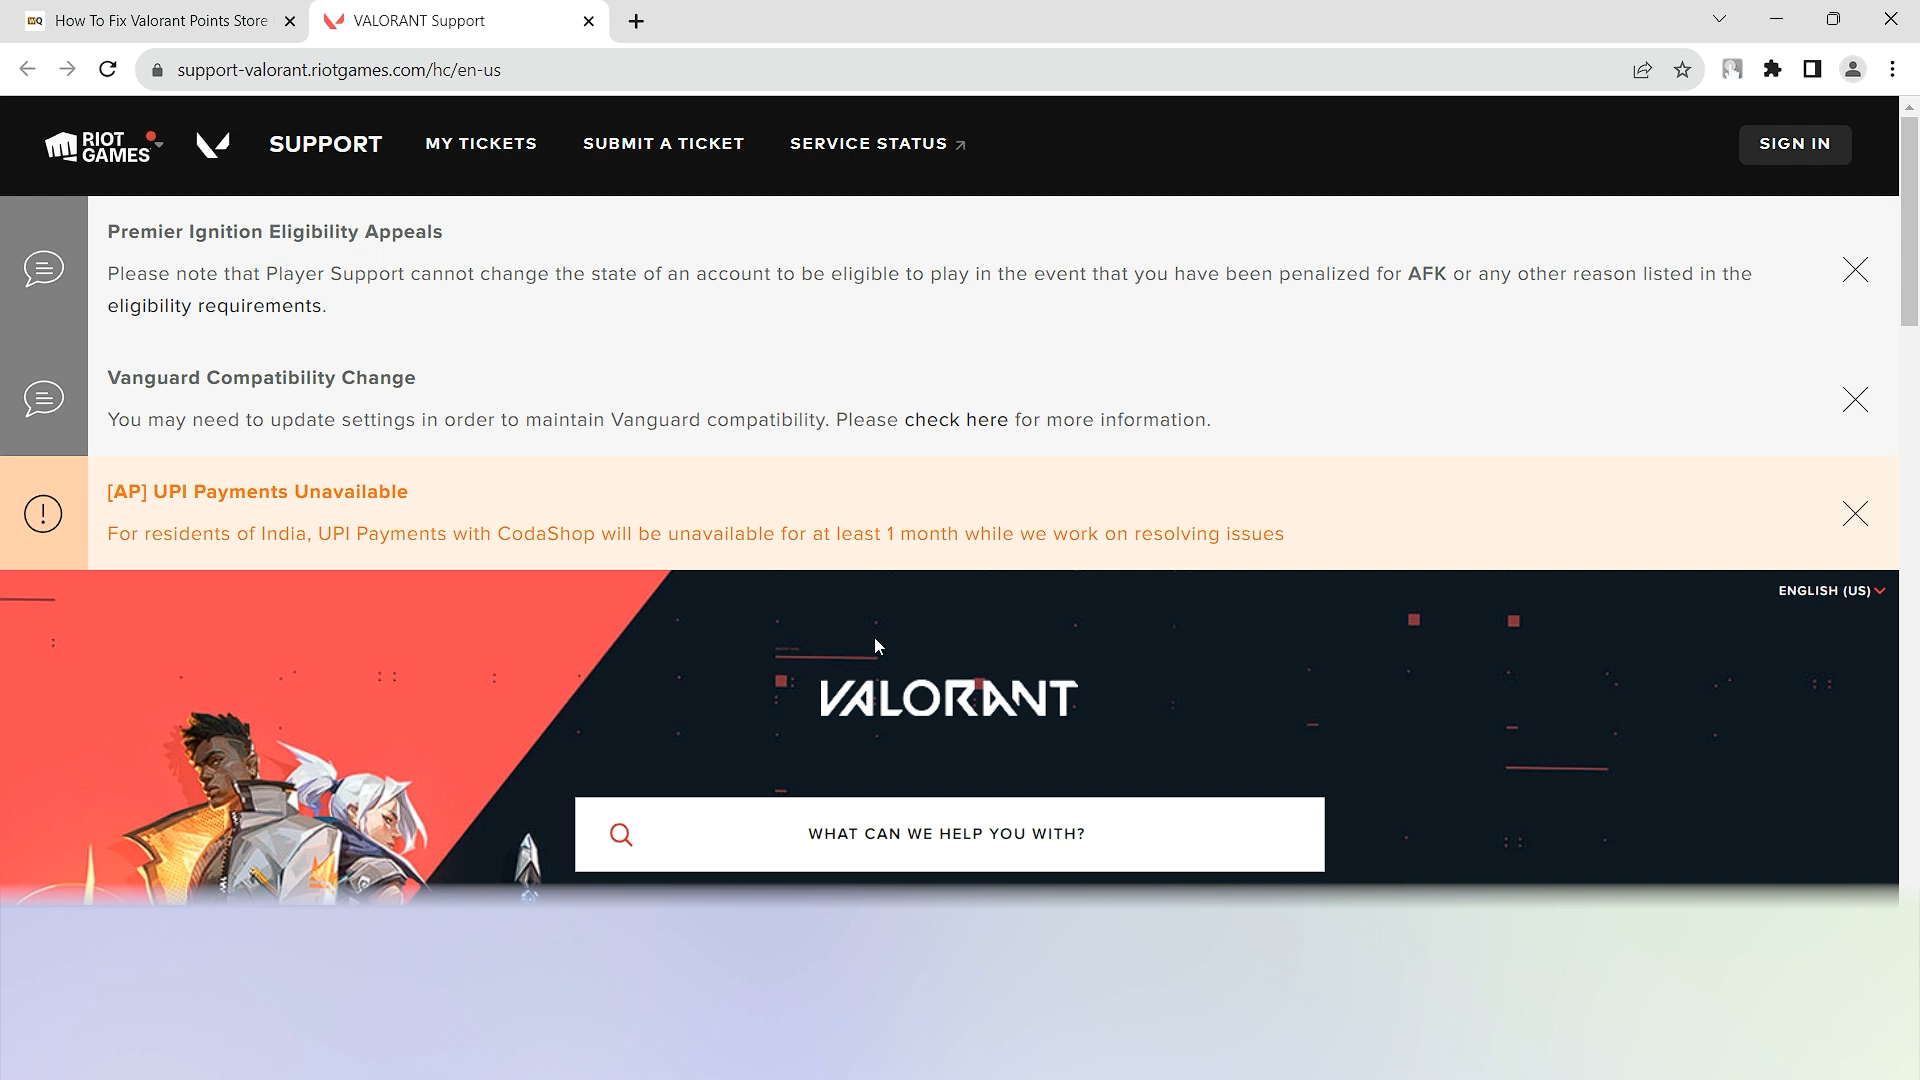 How To Fix Valorant Points Store
VALORANT Support
support-valorant.riotgames.com/hc/en-us
RIOT GAMES
SUPPORT
MY TICKETS
SUBMIT A TICKET
SERVICE STATUS
SIGN IN
Premier Ignition Eligibility Appeals
Please note that Player Support cannot change the state of an account to be eligible to play in the event that you have been penalized for AFK or any other reason listed in the
eligibility requirements.
Vanguard Compatibility Change
You may need to update settings in order to maintain Vanguard compatibility. Please check here for more information.
[AP] UPI Payments Unavailable
For residents of India, UPI Payments with CodaShop will be unavailable for at least 1 month while we work on resolving issues
ENGLISH (US)
VALORANT
WHAT CAN WE HELP YOU WITH?